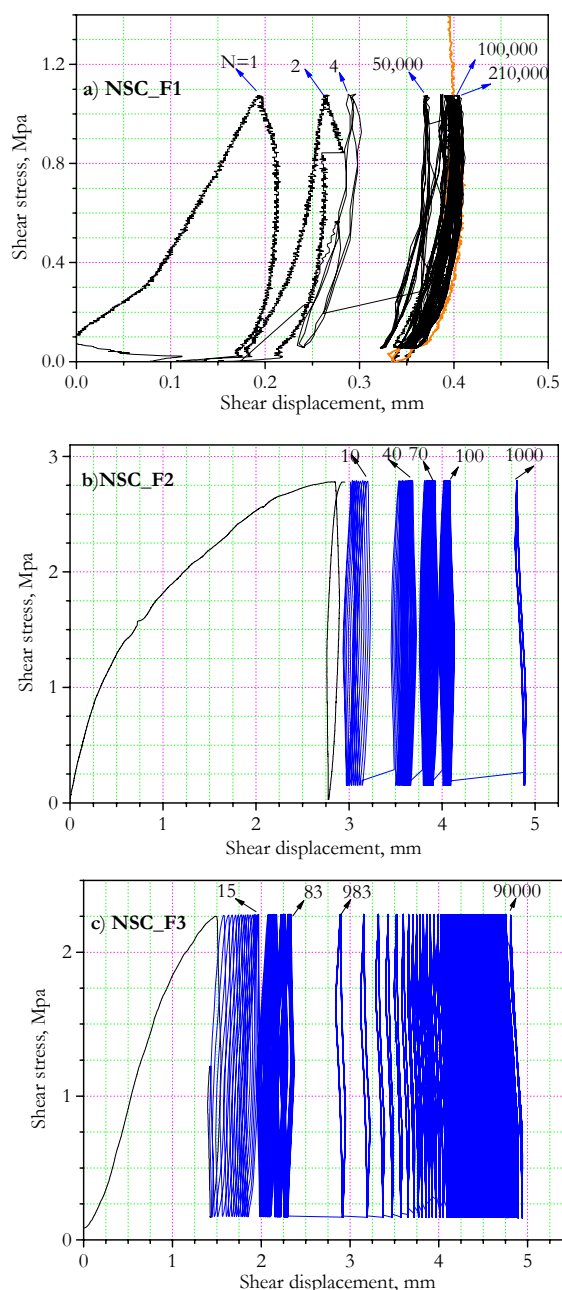 1.2
N=1
2
4
50,000
100,000
210,000
a) NSC_F1
Shear stress, Mpa
0.8
0.4
0.0
0.0 0.1 0.2 0.3 0.4 0.5
Shear displacement, mm
3
b)NSC_F2
10
40
70
100
1000
Shear stress, Mpa
2
1
0
0 1 2 3 4 5
Shear displacement, mm
c) NSC_F3
15
83
983
90000
Shear stress, Mpa
2
1
0
0 1 2 3 4 5
Shear displacement, mm